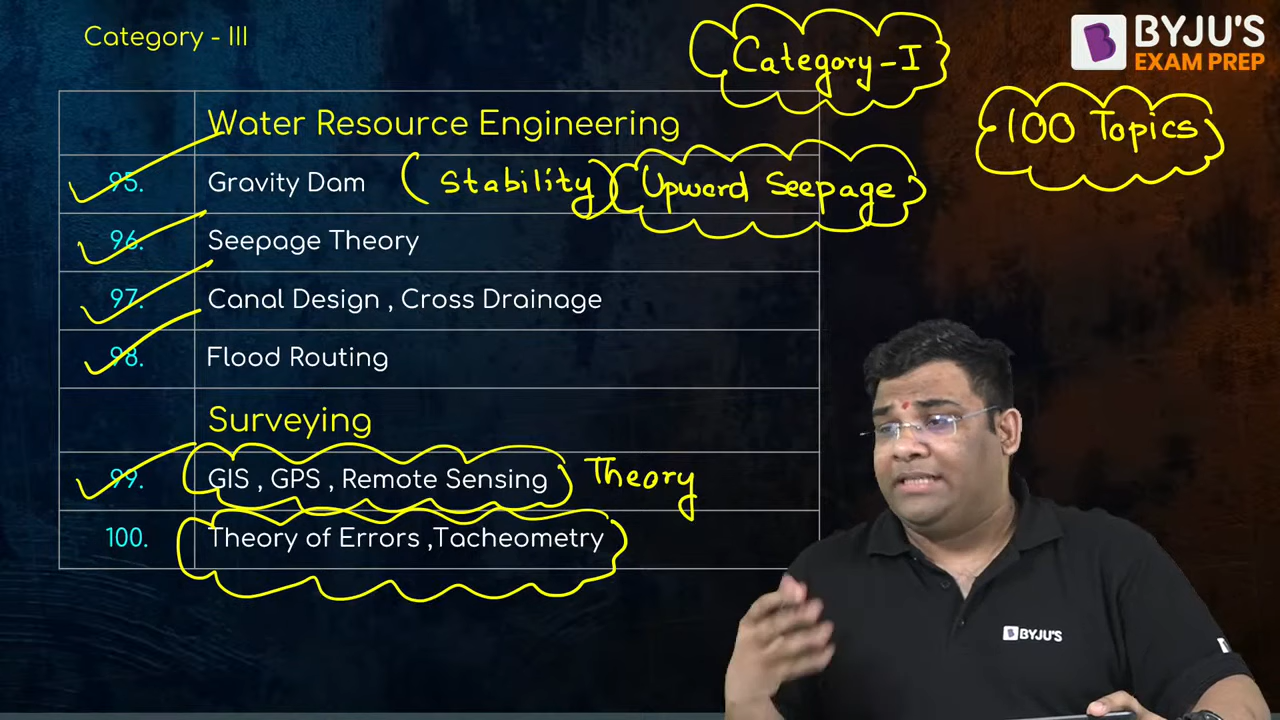 Category - III
Category - I
BYJU'S
EXAM PREP
100 Topics
Water Resource Engineering
95. Gravity Dam (Stability) Upward Seepage
96. Seepage Theory
97. Canal Design , Cross Drainage
98. Flood Routing
Surveying
99. GIS , GPS , Remote Sensing Theory
100. Theory of Errors ,Tacheometry
BYJU'S